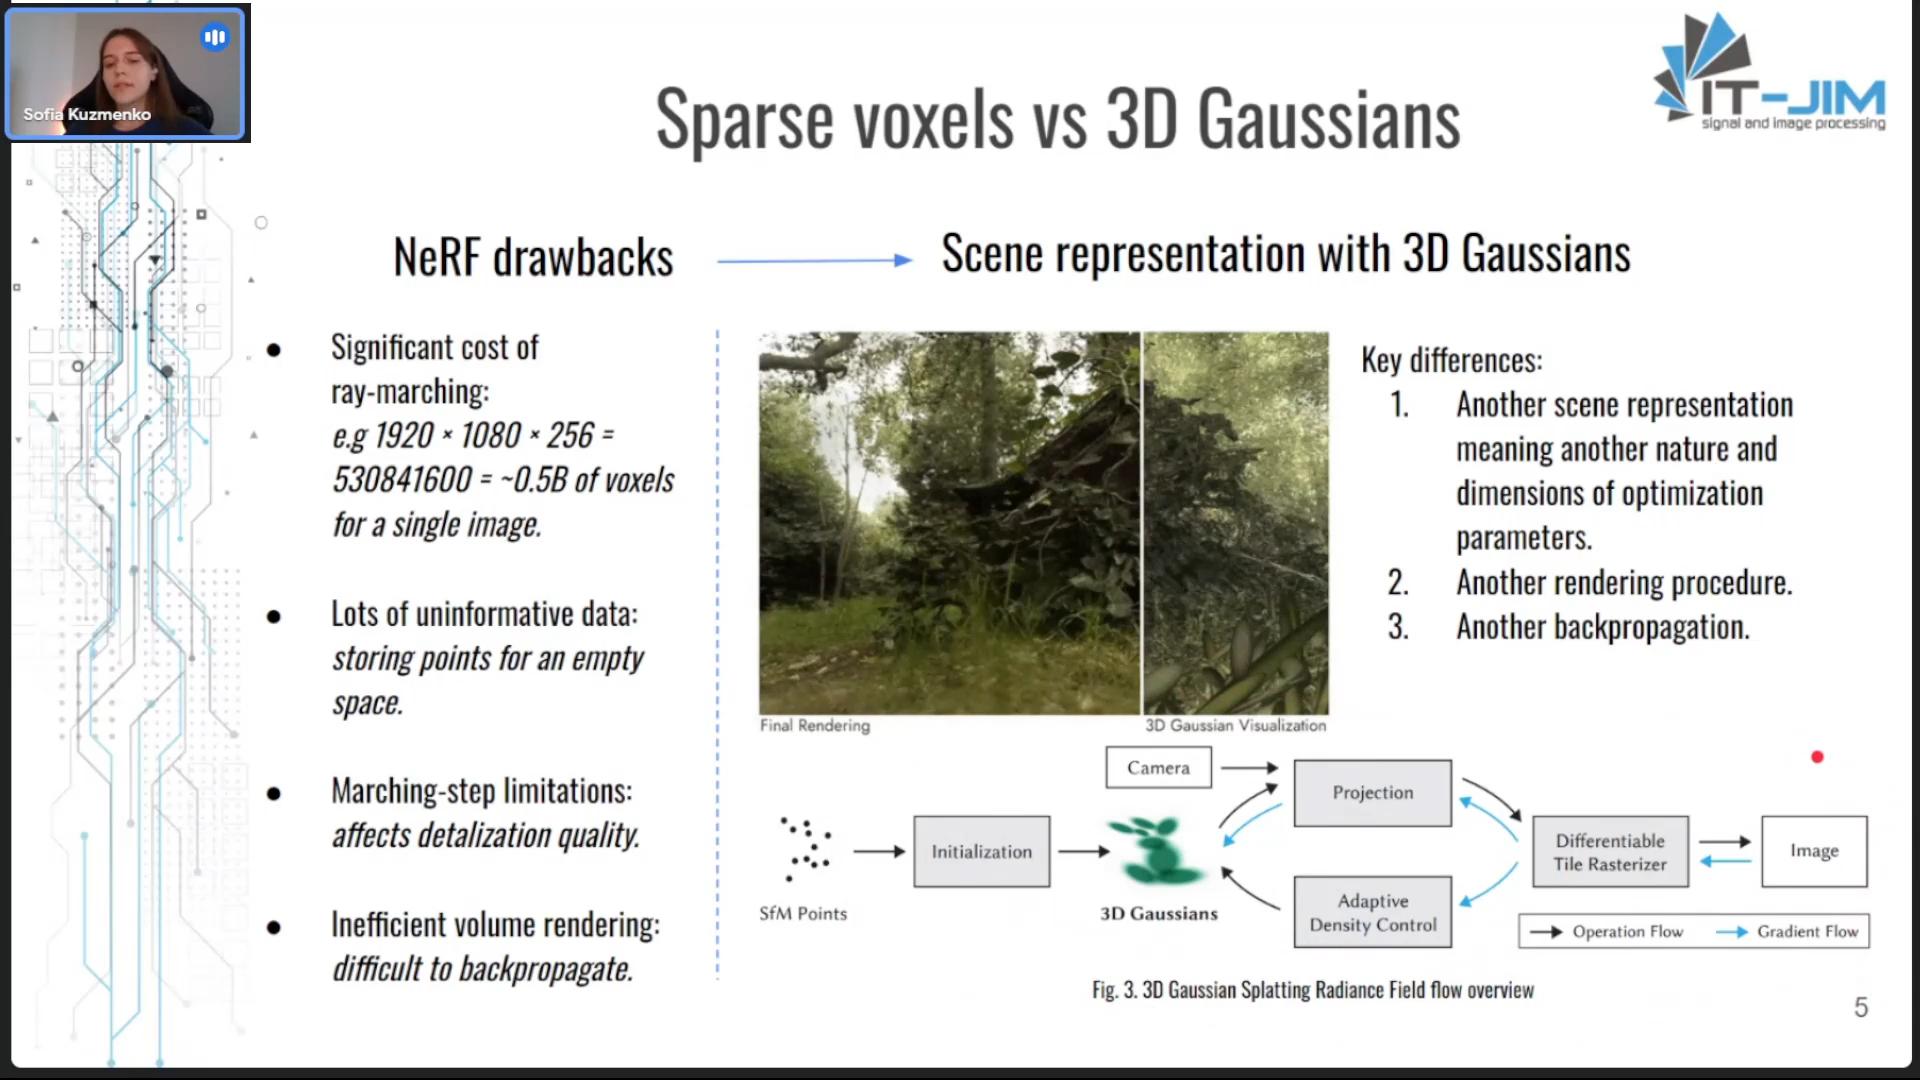 Sofia Kuzmenko
IT-JIM
signal and image processing
Sparse voxels vs 3D Gaussians
NeRF drawbacks
Scene representation with 3D Gaussians
● Significant cost of
ray-marching:
e.g 1920 × 1080 × 256 =
530841600 = ~0.5B of voxels
for a single image.
● Lots of uninformative data:
storing points for an empty
space.
● Marching-step limitations:
affects detalization quality.
● Inefficient volume rendering:
difficult to backpropagate.
Final Rendering
3D Gaussian Visualization
Key differences:
1. Another scene representation
meaning another nature and
dimensions of optimization
parameters.
2. Another rendering procedure.
3. Another backpropagation.
SfM Points
Initialization
Camera
3D Gaussians
Projection
Adaptive
Density Control
Differentiable
Tile Rasterizer
Image
Operation Flow
Gradient Flow
Fig. 3. 3D Gaussian Splatting Radiance Field flow overview
5